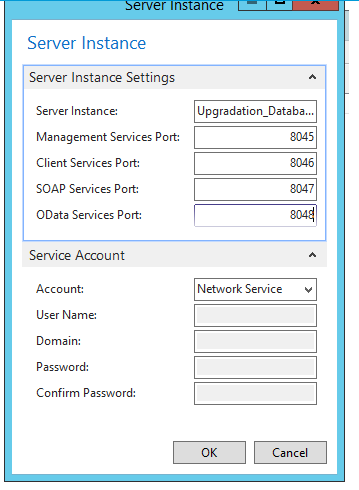 Server Instance
Server Instance
Server Instance Settings
Server Instance: Upgradation_Databa...
Management Services Port: 8045
Client Services Port: 8046
SOAP Services Port: 8047
OData Services Port: 8048
Service Account
Account: Network Service
User Name:
Domain:
Password:
Confirm Password:
OK Cancel